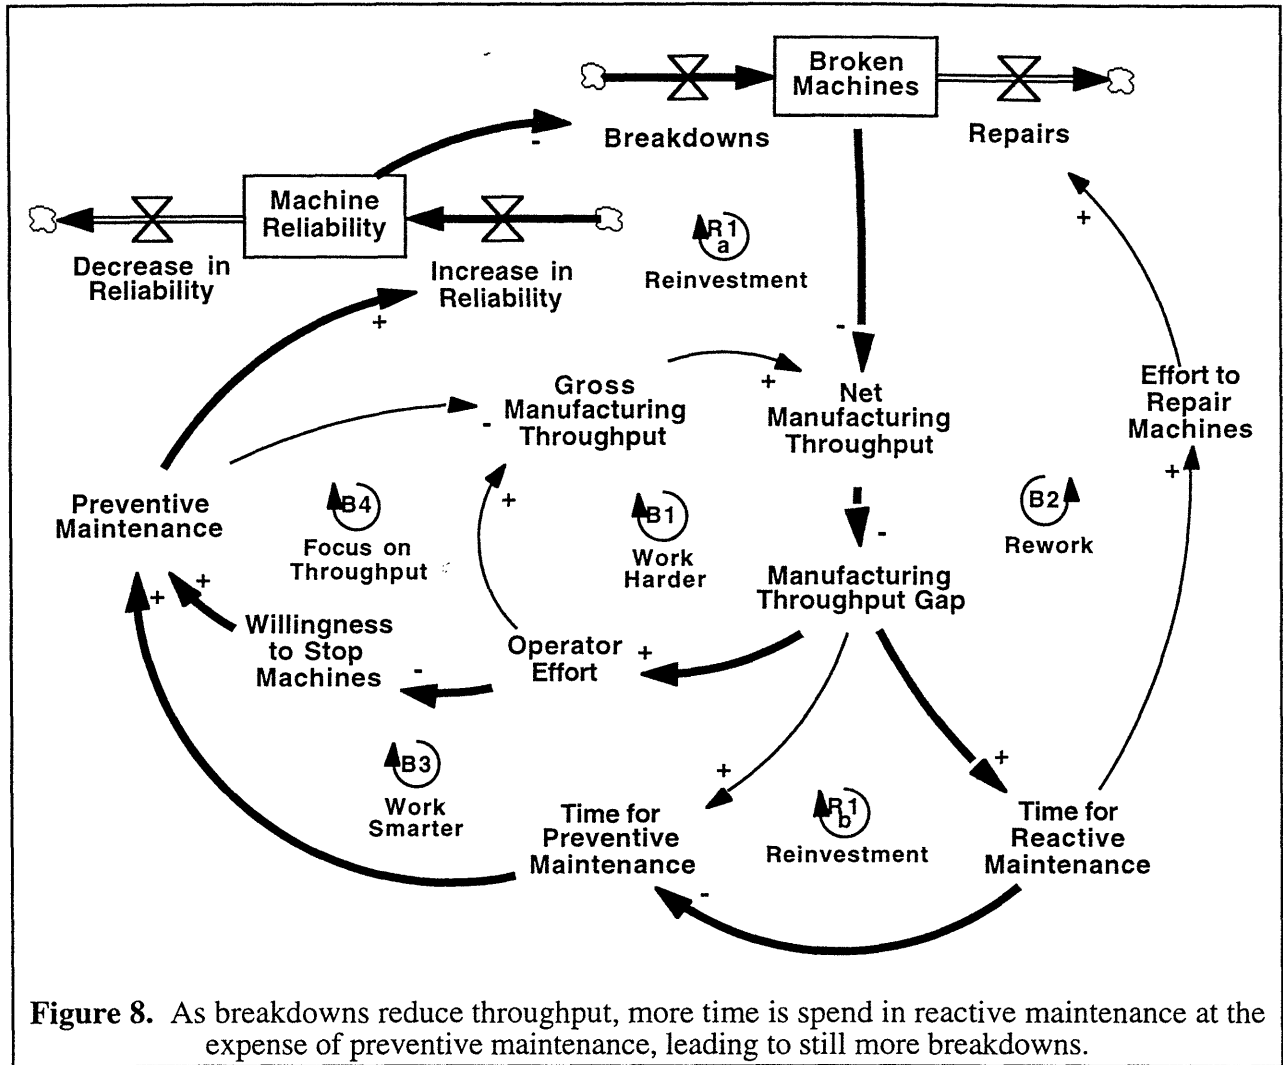 Broken
Machines
Breakdowns
Repairs
-
Machine
Reliability
Decrease in
Reliability
Increase in
Reliability
+
R1
a
Reinvestment
+
-
Gross
Manufacturing
Throughput
+
-
Net
Manufacturing
Throughput
Effort to
Repair
Machines
+
Preventive
Maintenance
B4
Focus on
Throughput
+
B1
Work
Harder
-
B2
Rework
Manufacturing
Throughput Gap
+
+
Willingness
to Stop
Machines
-
Operator
Effort
+
B3
Work
Smarter
+
+
Time for
Preventive
Maintenance
R1
b
Reinvestment
Time for
Reactive
Maintenance
-
Figure 8. As breakdowns reduce throughput, more time is spend in reactive maintenance at the
expense of preventive maintenance, leading to still more breakdowns.